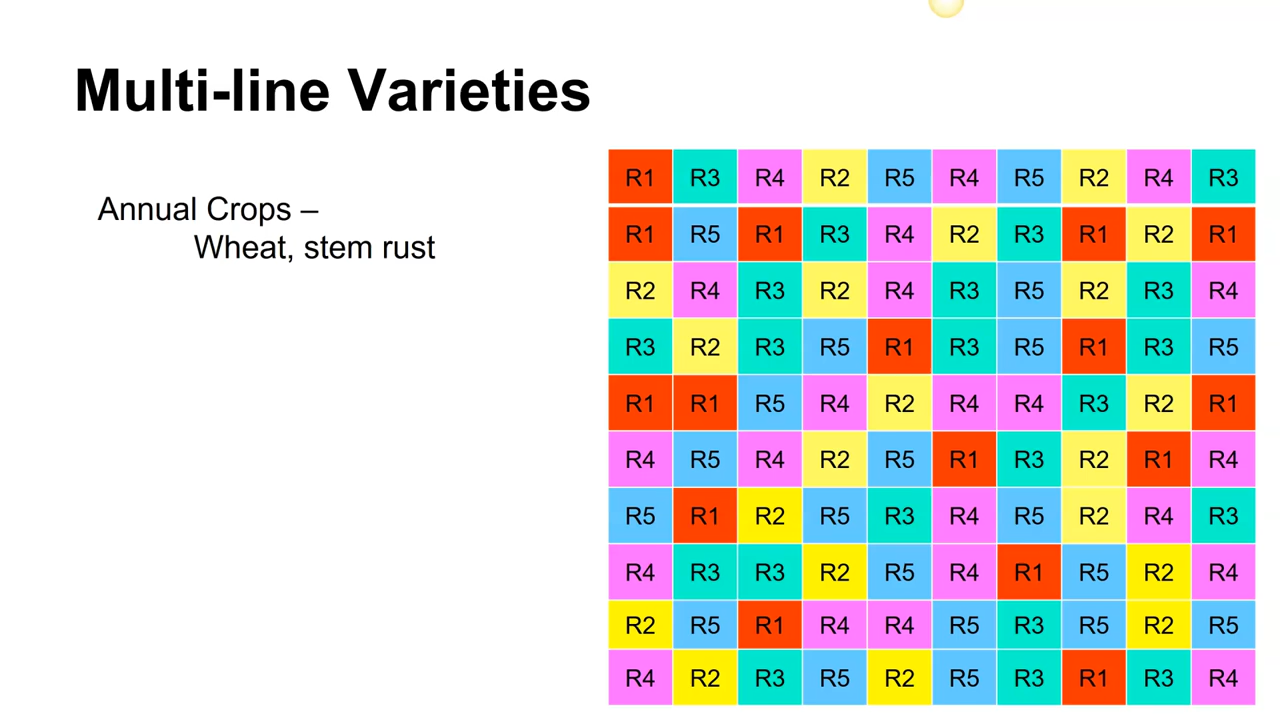 Multi-line Varieties
Annual Crops –
Wheat, stem rust
R1 R3 R4 R2 R5 R4 R5 R2 R4 R3
R1 R5 R1 R3 R4 R2 R3 R1 R2 R1
R2 R4 R3 R2 R4 R3 R5 R2 R3 R4
R3 R2 R3 R5 R1 R3 R5 R1 R3 R5
R1 R1 R5 R4 R2 R4 R4 R3 R2 R1
R4 R5 R4 R2 R5 R1 R3 R2 R1 R4
R5 R1 R2 R5 R3 R4 R5 R2 R4 R3
R4 R3 R3 R2 R5 R4 R1 R5 R2 R4
R2 R5 R1 R4 R4 R5 R3 R5 R2 R5
R4 R2 R3 R5 R2 R5 R3 R1 R3 R4